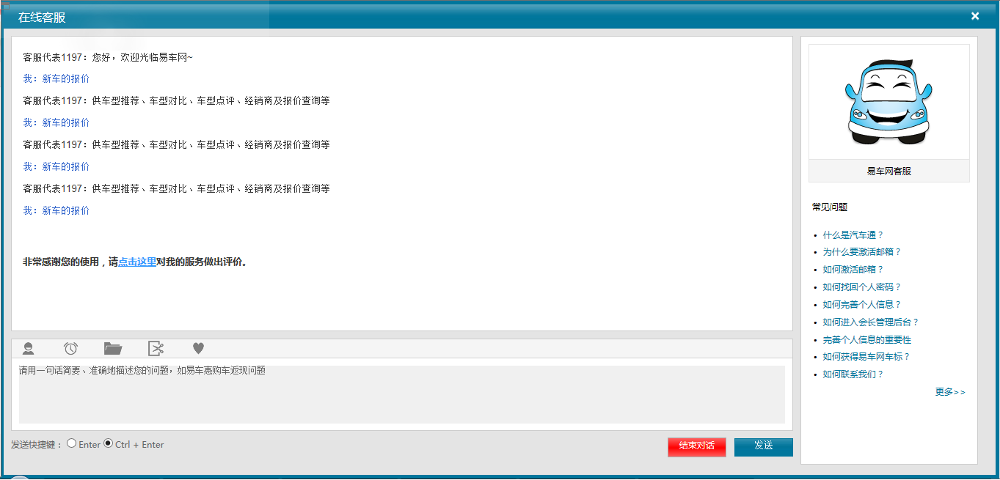 在线客服
客服代表1197：您好，欢迎光临易车网~
我：新车的报价
客服代表1197：供车型推荐、车型对比、车型点评、经销商及报价查询等
我：新车的报价
客服代表1197：供车型推荐、车型对比、车型点评、经销商及报价查询等
我：新车的报价
客服代表1197：供车型推荐、车型对比、车型点评、经销商及报价查询等
我：新车的报价
非常感谢您的使用，请点击这里对我的服务做出评价。
请用一句话简要、准确地描述您的问题，如易车惠购车返现问题
发送快捷键： Enter Ctrl + Enter
结束对话
发送
易车网客服
常见问题
• 什么是汽车通？
• 为什么要激活邮箱？
• 如何激活邮箱？
• 如何找回个人密码？
• 如何完善个人信息？
• 如何进入会长管理后台？
• 完善个人信息的重要性
• 如何获得易车网车标？
• 如何联系我们？
更多>>